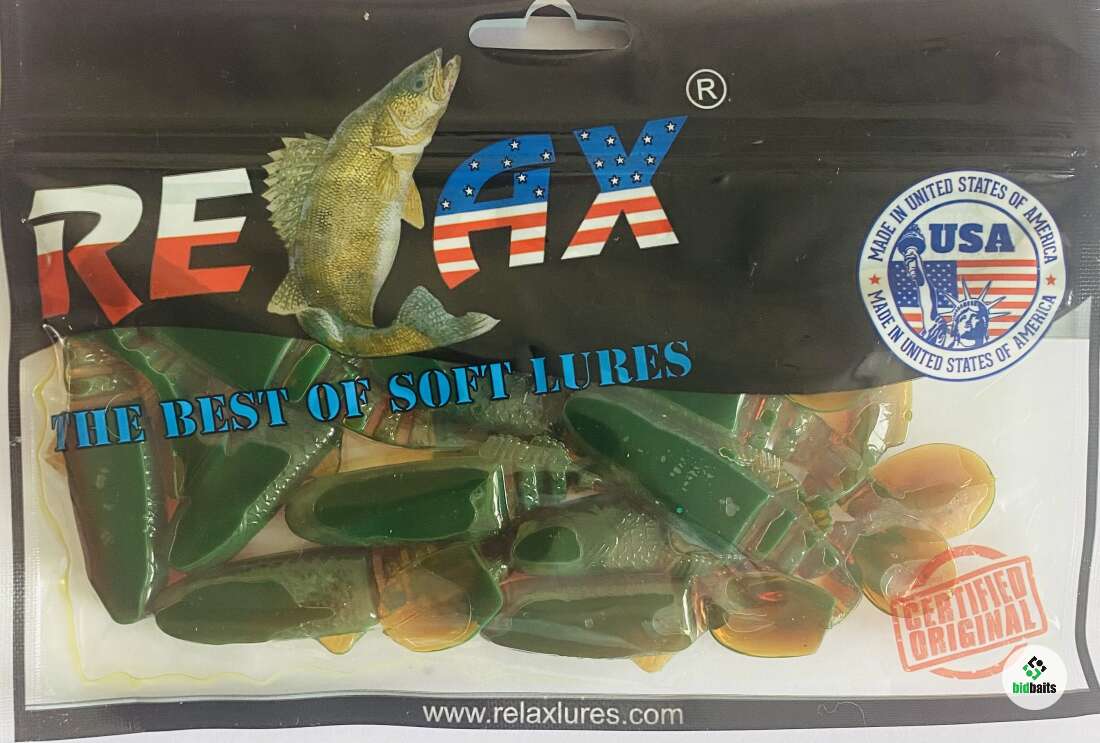 RELAX ®
THE BEST OF SOFT LURES
MADE IN UNITED STATES OF AMERICA
USA
MADE IN UNITED STATES OF AMERICA
CERTIFIED
ORIGINAL
bidbaits
www.relaxlures.com